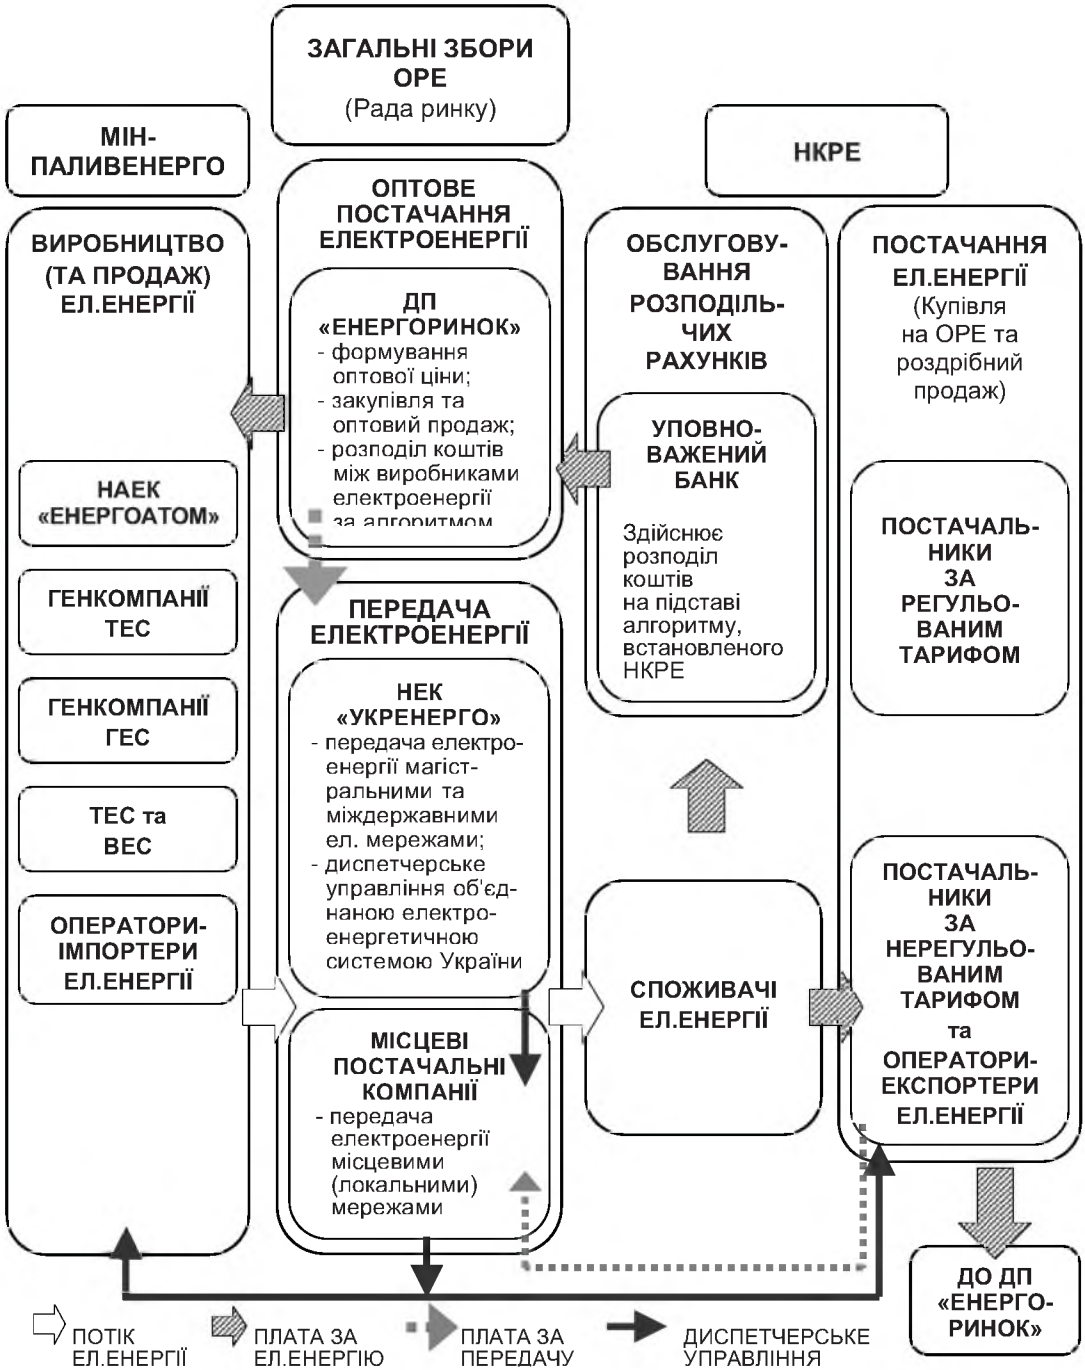 ЗАГАЛЬНІ ЗБОРИ
ОРЕ
(Рада ринку)
МІН-
ПАЛИВЕНЕРГО
НКРЕ
ВИРОБНИЦТВО
(ТА ПРОДАЖ)
ЕЛ.ЕНЕРГІЇ
НАЕК
«ЕНЕРГОАТОМ»
ГЕНКОМПАНІЇ
ТЕС
ГЕНКОМПАНІЇ
ГЕС
ТЕС та
ВЕС
ОПЕРАТОРИ-
ІМПОРТЕРИ
ЕЛ.ЕНЕРГІЇ
ОПТОВЕ
ПОСТАЧАННЯ
ЕЛЕКТРОЕНЕРГІЇ
ДП
«ЕНЕРГОРИНОК»
- формування
оптової ціни;
- закупівля та
оптовий продаж;
- розподіл коштів
між виробниками
електроенергії
за алгоритмом
ПЕРЕДАЧА
ЕЛЕКТРОЕНЕРГІЇ
НЕК
«УКРЕНЕРГО»
- передача електро-
енергії магіст-
ральними та
міждержавними
ел. мережами;
- диспетчерське
управління об'єд-
наною електро-
енергетичною
системою України
МІСЦЕВІ
ПОСТАЧАЛЬНІ
КОМПАНІЇ
- передача
електроенергії
місцевими
(локальними)
мережами
ОБСЛУГОВУ-
ВАННЯ
РОЗПОДІЛЬ-
ЧИХ
РАХУНКІВ
УПОВНО-
ВАЖЕНИЙ
БАНК
Здійснює
розподіл
коштів
на підставі
алгоритму,
встановленого
НКРЕ
СПОЖИВАЧІ
ЕЛ.ЕНЕРГІЇ
ПОСТАЧАННЯ
ЕЛ.ЕНЕРГІЇ
(Купівля
на ОРЕ та
роздрібний
продаж)
ПОСТАЧАЛЬ-
НИКИ
ЗА
РЕГУЛЬО-
ВАНИМ
ТАРИФОМ
ПОСТАЧАЛЬ-
НИКИ
ЗА
НЕРЕГУЛЬО-
ВАНИМ
ТАРИФОМ
та
ОПЕРАТОРИ-
ЕКСПОРТЕРИ
ЕЛ.ЕНЕРГІЇ
ДО ДП
«ЕНЕРГО-
РИНОК»
ПОТІК
ЕЛ.ЕНЕРГІЇ
ПЛАТА ЗА
ЕЛ.ЕНЕРГІЮ
ПЛАТА ЗА
ПЕРЕДАЧУ
ДИСПЕТЧЕРСЬКЕ
УПРАВЛІННЯ